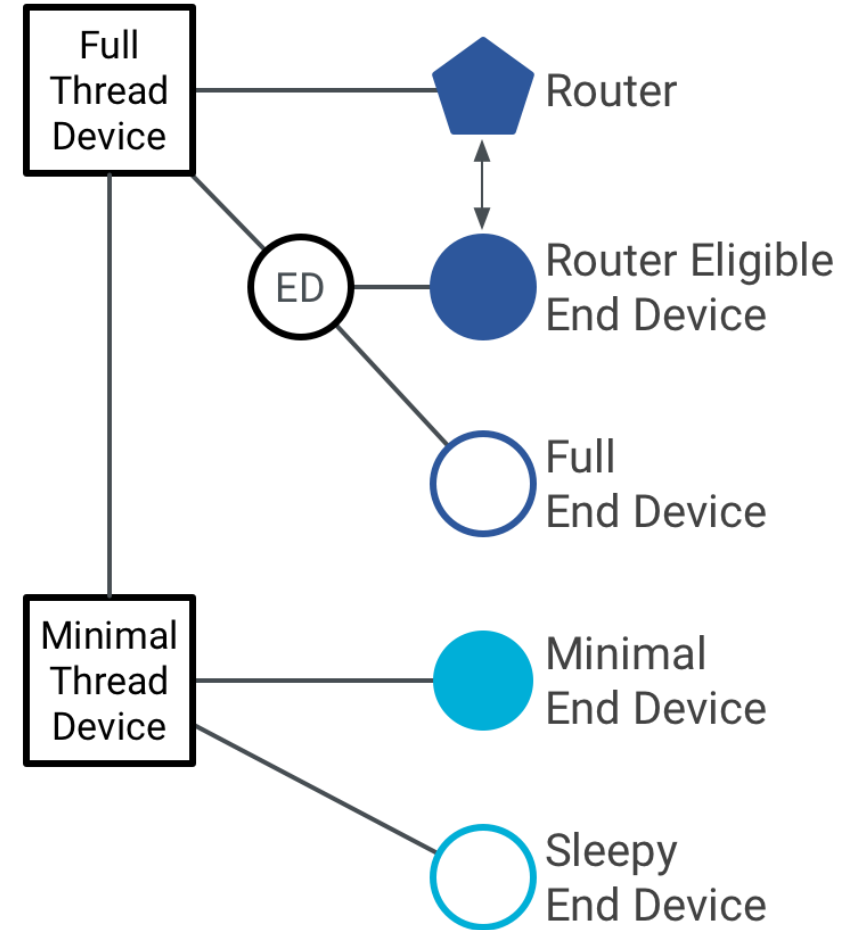 Full
Thread
Device
Router
ED
Router Eligible
End Device
Full
End Device
Minimal
Thread
Device
Minimal
End Device
Sleepy
End Device